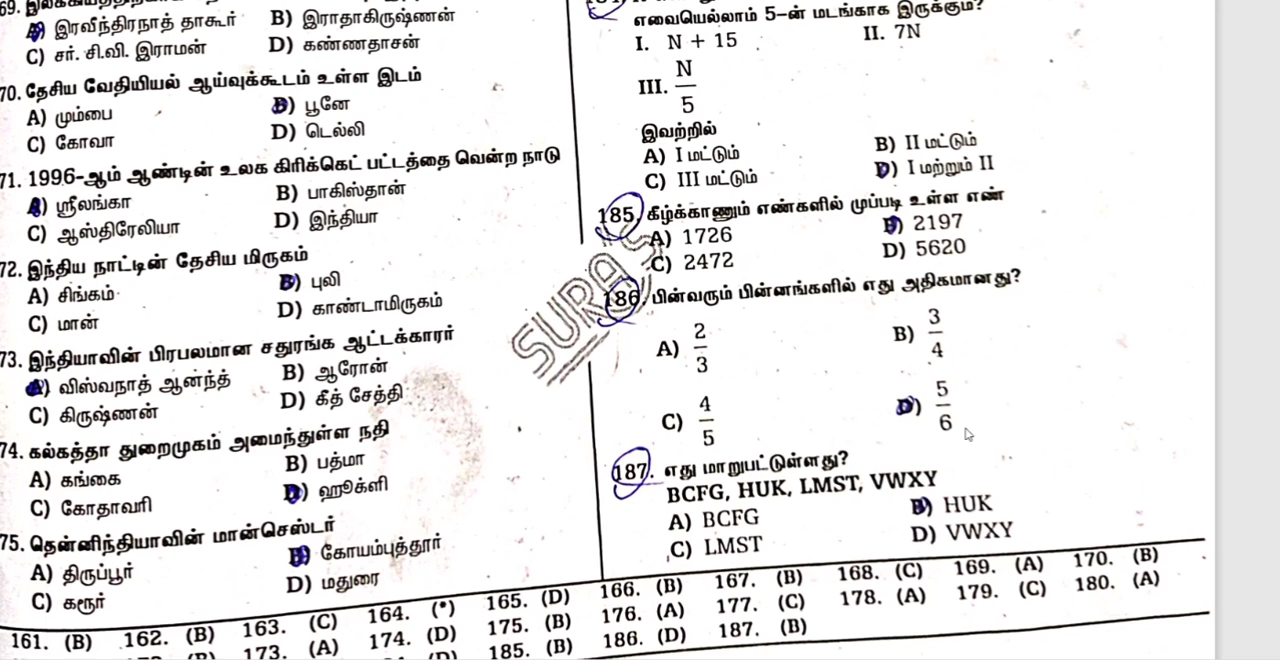 69.
A) இரவீந்திரநாத் தாகூர் B) இராதாகிருஷ்ணன்
C) சர். சி.வி. இராமன் D) கண்ணதாசன்
70. தேசிய வேதியியல் ஆய்வுக்கூடம் உள்ள இடம்
A) மும்பை B) பூனே
C) கோவா D) டெல்லி
71. 1996-ஆம் ஆண்டின் உலக கிரிக்கெட் பட்டத்தை வென்ற நாடு
A) ஸ்ரீலங்கா B) பாகிஸ்தான்
C) ஆஸ்திரேலியா D) இந்தியா
72. இந்திய நாட்டின் தேசிய மிருகம்
A) சிங்கம் B) புலி
C) மான் D) காண்டாமிருகம்
73. இந்தியாவின் பிரபலமான சதுரங்க ஆட்டக்காரர்
A) விஸ்வநாத் ஆனந்த் B) ஆரோன்
C) கிருஷ்ணன் D) கீத் சேத்தி
74. கல்கத்தா துறைமுகம் அமைந்துள்ள நதி
A) கங்கை B) பத்மா
C) கோதாவரி D) ஹூக்ளி
75. தென்னிந்தியாவின் மான்செஸ்டர்
A) திருப்பூர் B) கோயம்புத்தூர்
C) கரூர் D) மதுரை
எவையெல்லாம் 5-ன் மடங்காக இருக்கும்?
I. N + 15 II. 7N
III. N
5
இவற்றில்
A) I மட்டும் B) II மட்டும்
C) III மட்டும் D) I மற்றும் II
185. கீழ்க்காணும் எண்களில் முப்படி உள்ள எண்
A) 1726 B) 2197
C) 2472 D) 5620
186. பின்வரும் பின்னங்களில் எது அதிகமானது?
A) 2/3 B) 3/4
C) 4/5 D) 5/6
187. எது மாறுபட்டுள்ளது?
BCFG, HUK, LMST, VWXY
A) BCFG B) HUK
C) LMST D) VWXY
SURA'S
161. (B) 162. (B) 163. (C) 164. (*) 165. (D) 166. (B) 167. (B) 168. (C) 169. (A) 170. (B)
173. (A) 174. (D) 175. (B) 176. (A) 177. (C) 178. (A) 179. (C) 180. (A)
185. (B) 186. (D) 187. (B)